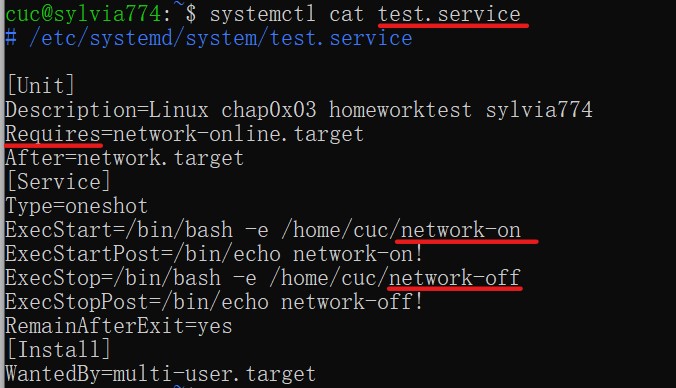 cuc@sylvia774:~$ systemctl cat test.service
# /etc/systemd/system/test.service
[Unit]
Description=Linux chap0x03 homeworktest sylvia774
Requires=network-online.target
After=network.target
[Service]
Type=oneshot
ExecStart=/bin/bash -e /home/cuc/network-on
ExecStartPost=/bin/echo network-on!
ExecStop=/bin/bash -e /home/cuc/network-off
ExecStopPost=/bin/echo network-off!
RemainAfterExit=yes
[Install]
WantedBy=multi-user.target